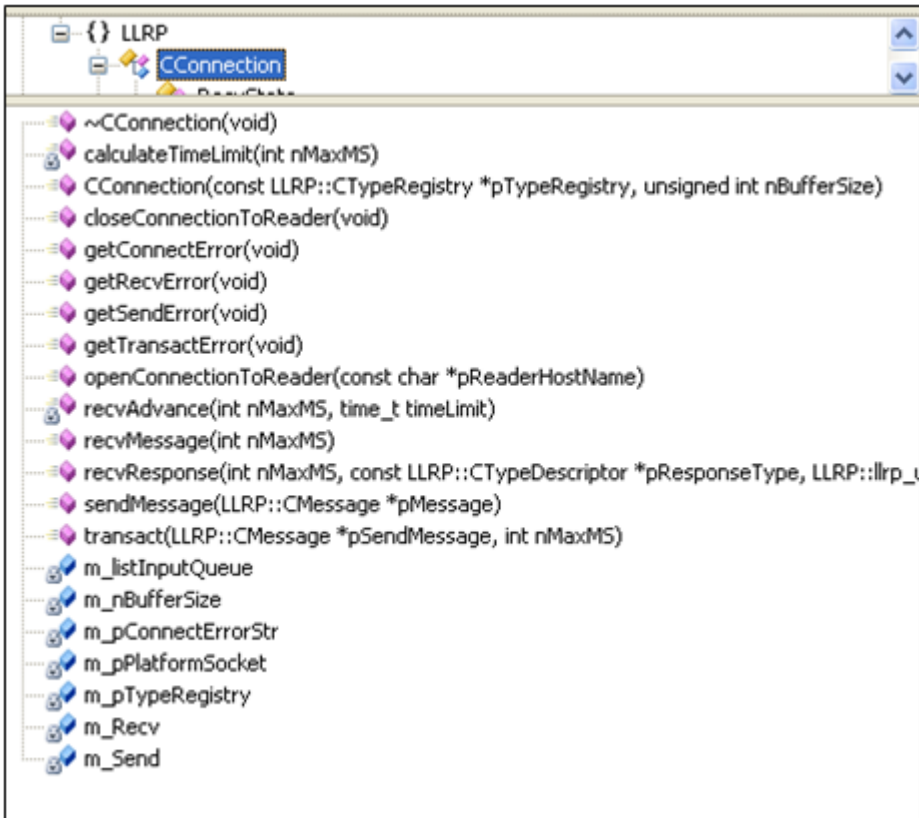 {} LLRP
CConnection
~CConnection(void)
calculateTimeLimit(int nMaxMS)
CConnection(const LLRP::CTypeRegistry *pTypeRegistry, unsigned int nBufferSize)
closeConnectionToReader(void)
getConnectError(void)
getRecvError(void)
getSendError(void)
getTransactError(void)
openConnectionToReader(const char *pReaderHostName)
recvAdvance(int nMaxMS, time_t timeLimit)
recvMessage(int nMaxMS)
recvResponse(int nMaxMS, const LLRP::CTypeDescriptor *pResponseType, LLRP::llrp_u
sendMessage(LLRP::CMessage *pMessage)
transact(LLRP::CMessage *pSendMessage, int nMaxMS)
m_listInputQueue
m_nBufferSize
m_pConnectErrorStr
m_pPlatformSocket
m_pTypeRegistry
m_Recv
m_Send